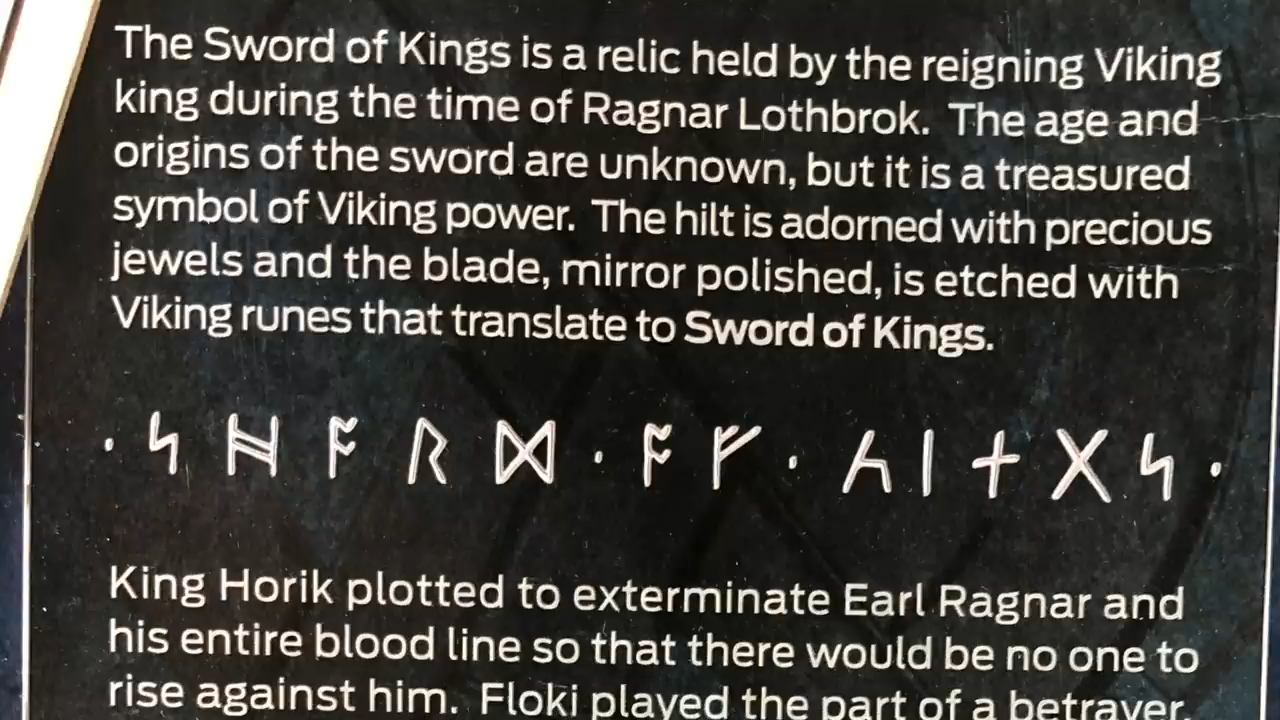 The Sword of Kings is a relic held by the reigning Viking
king during the time of Ragnar Lothbrok. The age and
origins of the sword are unknown, but it is a treasured
symbol of Viking power. The hilt is adorned with precious
jewels and the blade, mirror polished, is etched with
Viking runes that translate to Sword of Kings.
·ᛋᚺᚩᚱᛞ·ᚩᚠ·ᚳᛁᚾᚷᛋ·
King Horik plotted to exterminate Earl Ragnar and
his entire blood line so that there would be no one to
rise against him. Floki played the part of a betrayer